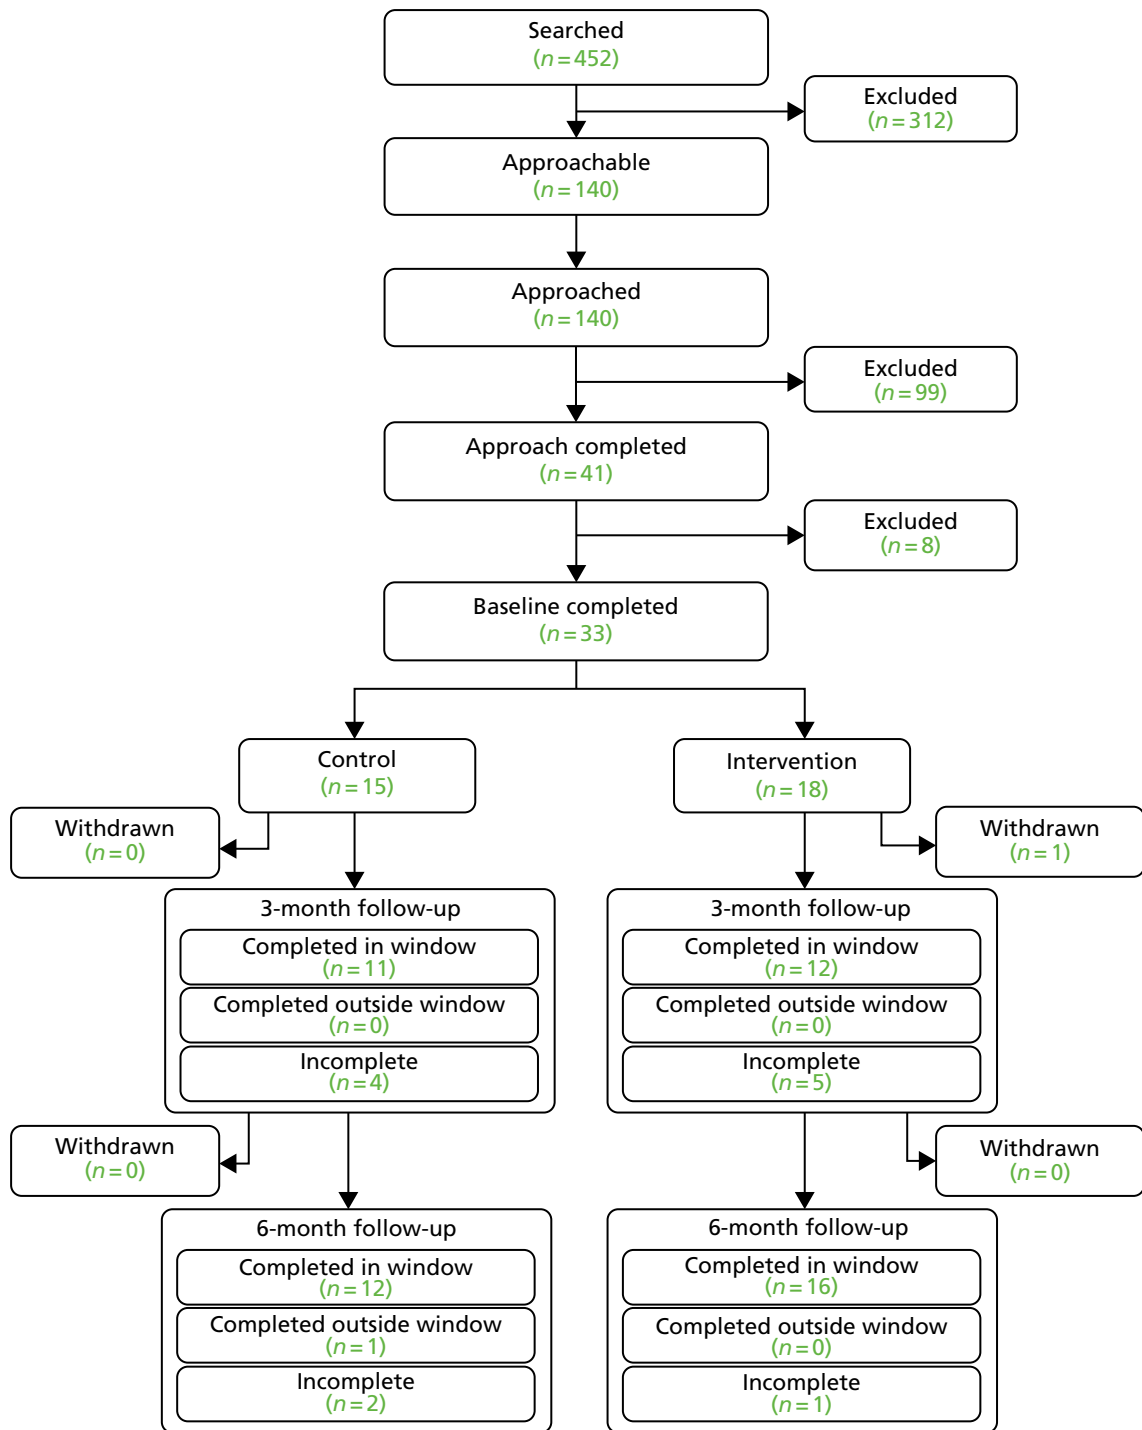 Searched
(n=452)
Excluded
(n=312)
Approachable
(n=140)
Approached
(n=140)
Excluded
(n=99)
Approach completed
(n=41)
Excluded
(n=8)
Baseline completed
(n=33)
Control
(n=15)
Intervention
(n=18)
Withdrawn
(n=0)
Withdrawn
(n=1)
3-month follow-up
Completed in window
(n=11)
Completed outside window
(n=0)
Incomplete
(n=4)
3-month follow-up
Completed in window
(n=12)
Completed outside window
(n=0)
Incomplete
(n=5)
Withdrawn
(n=0)
Withdrawn
(n=0)
6-month follow-up
Completed in window
(n=12)
Completed outside window
(n=1)
Incomplete
(n=2)
6-month follow-up
Completed in window
(n=16)
Completed outside window
(n=0)
Incomplete
(n=1)